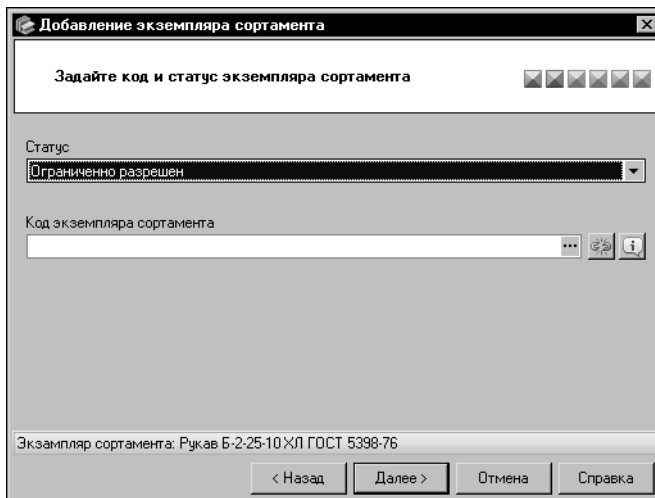 Добавление экземпляра сортамента
Задайте код и статус экземпляра сортамента
Статус
Ограниченно разрешен
Код экземпляра сортамента
Экзампляр сортамента: Рукав Б-2-25-10 ХЛ ГОСТ 5398-76
< Назад Далее > Отмена Справка